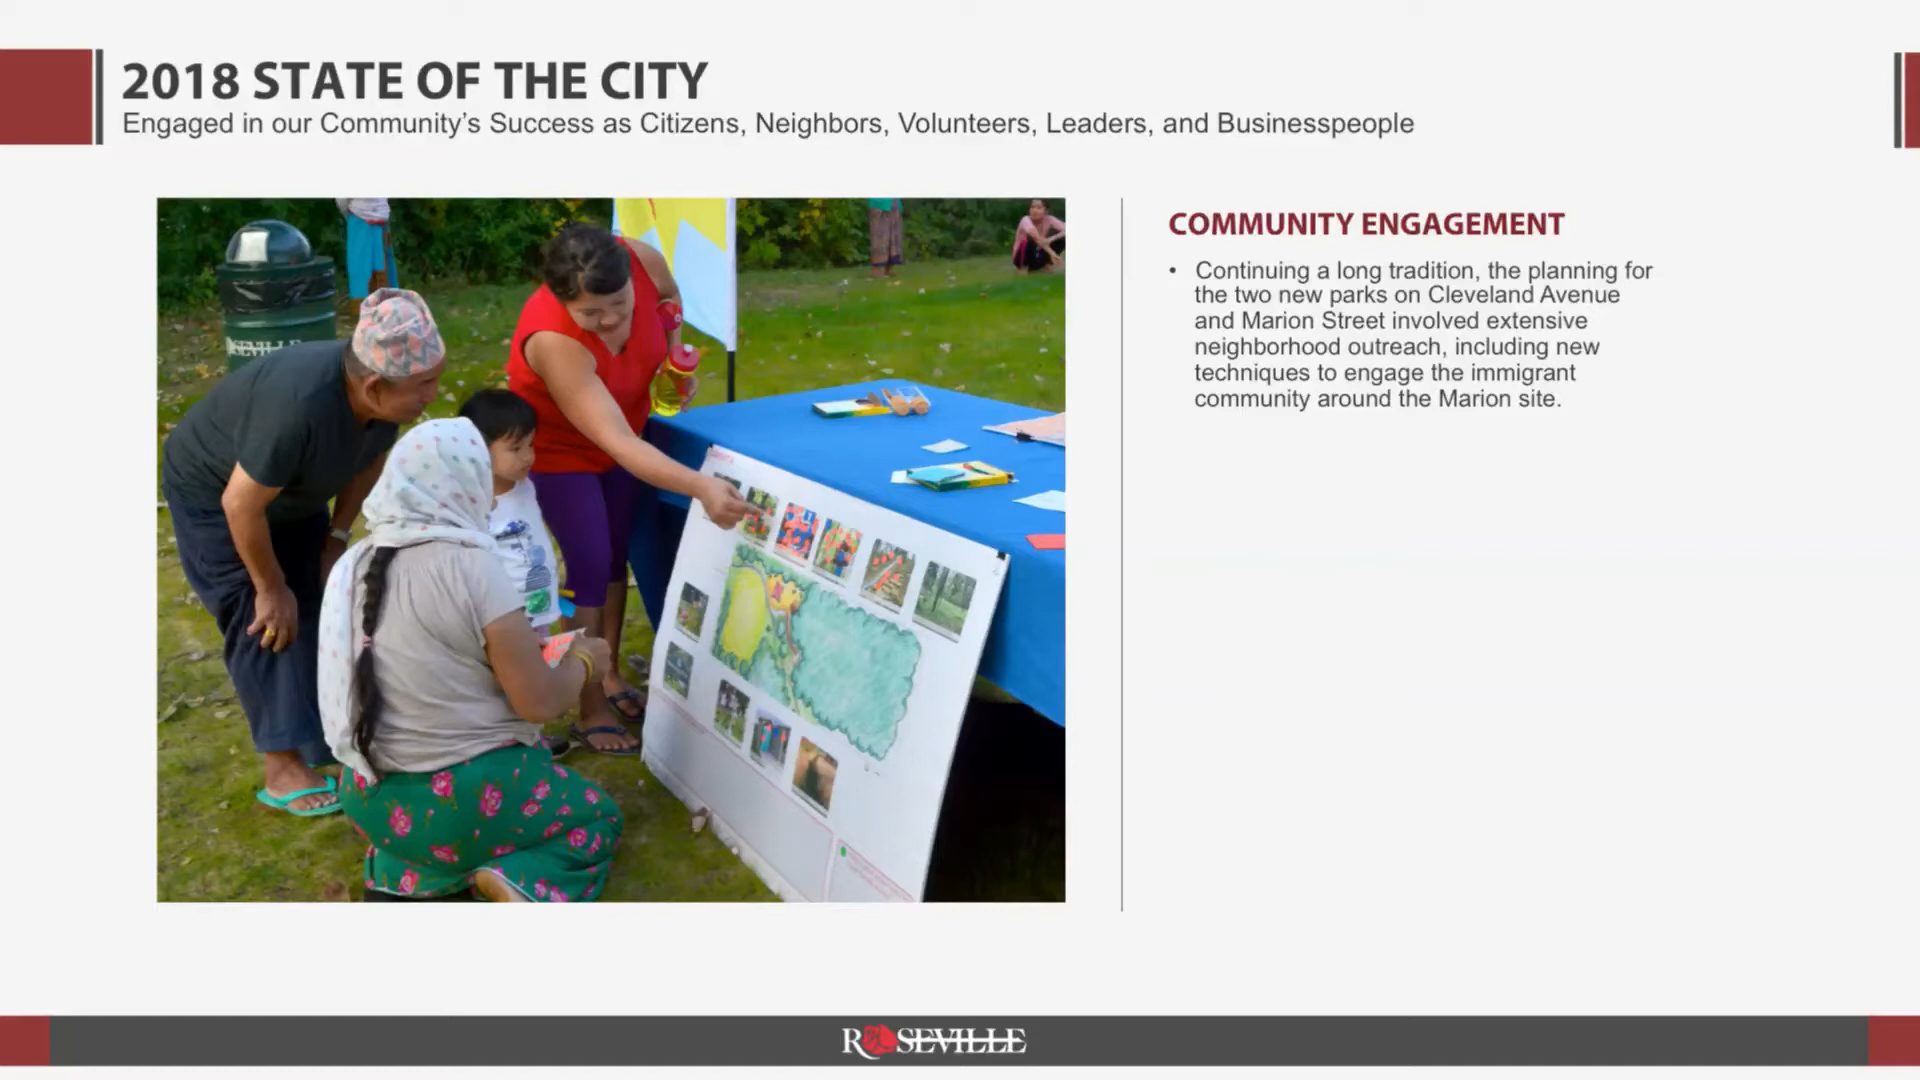 2018 STATE OF THE CITY
Engaged in our Community’s Success as Citizens, Neighbors, Volunteers, Leaders, and Businesspeople
SEVILLE
COMMUNITY ENGAGEMENT
• Continuing a long tradition, the planning for
the two new parks on Cleveland Avenue
and Marion Street involved extensive
neighborhood outreach, including new
techniques to engage the immigrant
community around the Marion site.
ROSEVILLE